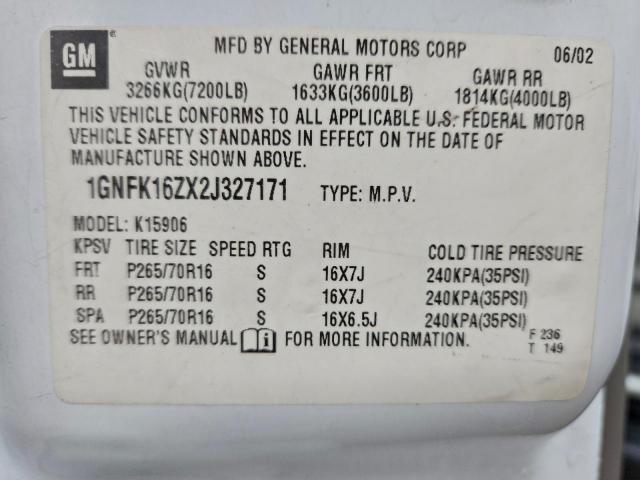 GM MFD BY GENERAL MOTORS CORP 06/02
GVWR GAWR FRT GAWR RR
3266KG(7200LB) 1633KG(3600LB) 1814KG(4000LB)
THIS VEHICLE CONFORMS TO ALL APPLICABLE U.S. FEDERAL MOTOR
VEHICLE SAFETY STANDARDS IN EFFECT ON THE DATE OF
MANUFACTURE SHOWN ABOVE.
1GNFK16ZX2J327171 TYPE: M.P.V.
MODEL: K15906
KPSV TIRE SIZE SPEED RTG RIM COLD TIRE PRESSURE
FRT P265/70R16 S 16X7J 240KPA(35PSI)
RR P265/70R16 S 16X7J 240KPA(35PSI)
SPA P265/70R16 S 16X6.5J 240KPA(35PSI)
SEE OWNER'S MANUAL i FOR MORE INFORMATION. F 236
T 149